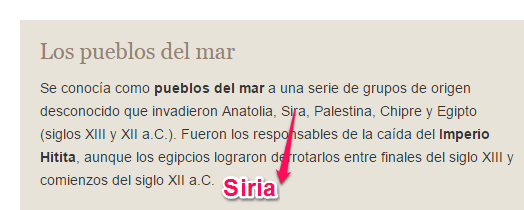 Los pueblos del mar
Se conocía como pueblos del mar a una serie de grupos de origen
desconocido que invadieron Anatolia, Sira, Palestina, Chipre y Egipto
(siglos XIII y XII a.C.). Fueron los responsables de la caída del Imperio
Hitita, aunque los egipcios lograron derrotarlos entre finales del siglo XIII y
comienzos del siglo XII a.C.
Siria